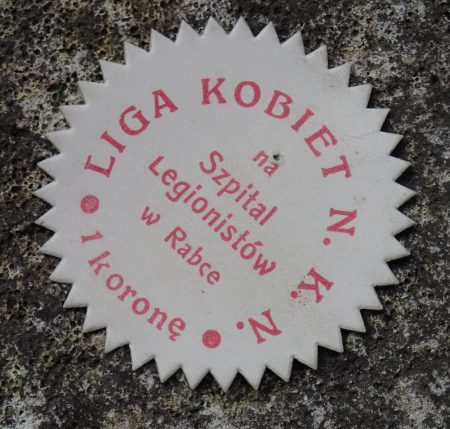 LIGA KOBIET N. K. N.
na
Szpital
Legionistów
w Rabce
1 koronę